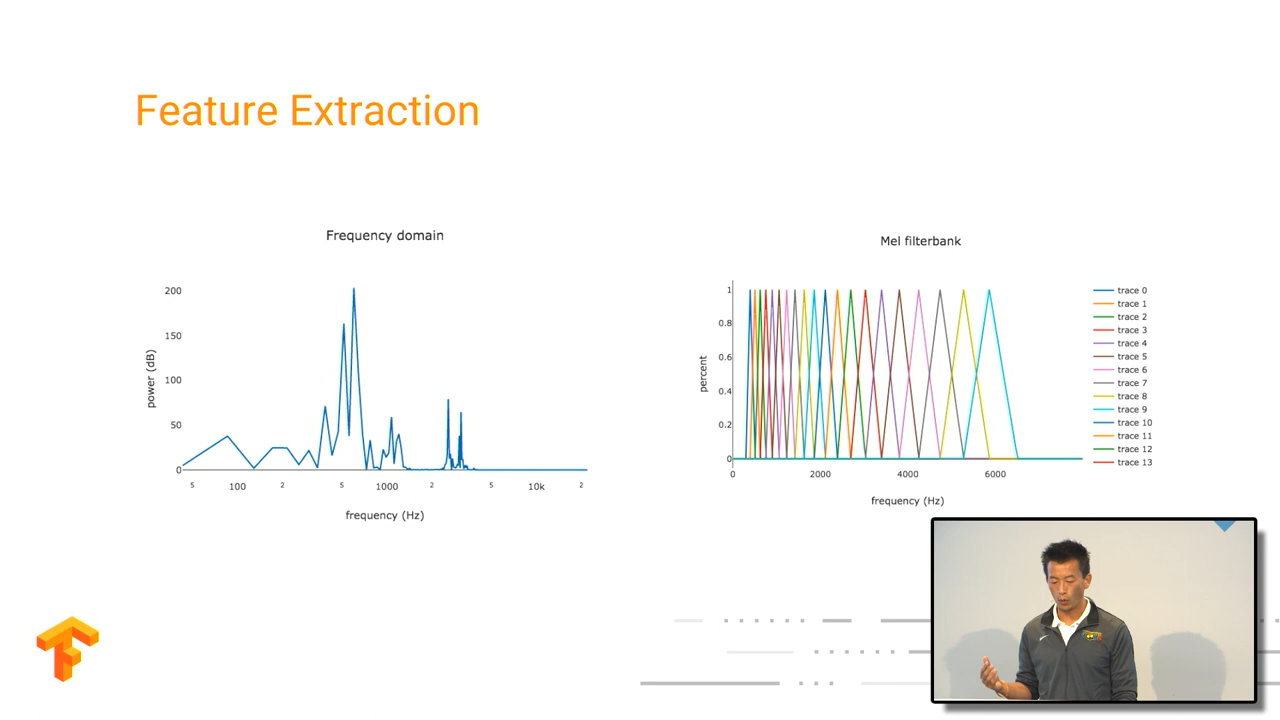 Feature Extraction
Frequency domain
200
150
100
50
0
power (dB)
5 100 2 5 1000 2 5 10k 2
frequency (Hz)
Mel filterbank
1
0.8
0.6
0.4
0.2
0
percent
0 2000 4000 6000
frequency (Hz)
trace 0
trace 1
trace 2
trace 3
trace 4
trace 5
trace 6
trace 7
trace 8
trace 9
trace 10
trace 11
trace 12
trace 13